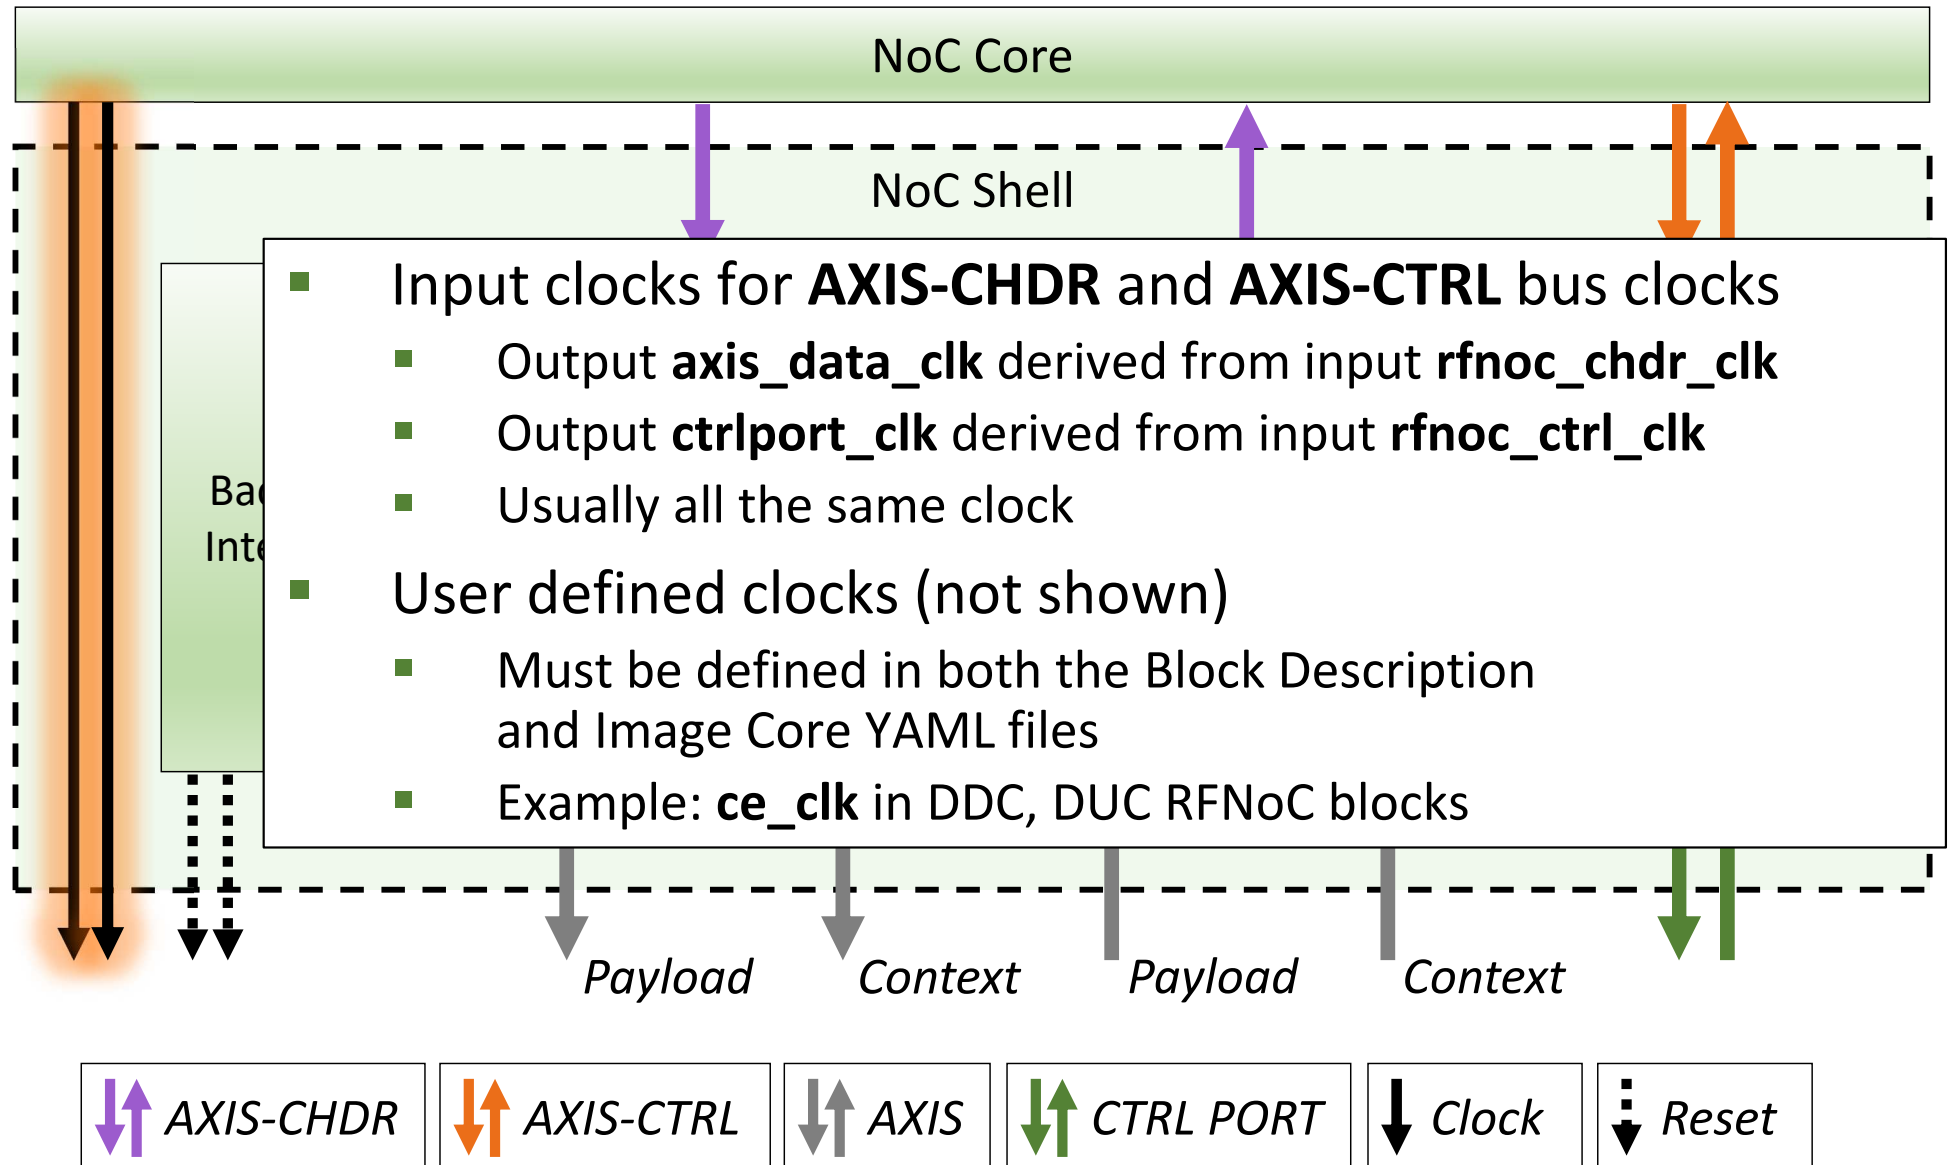 NoC Core
NoC Shell
Input clocks for AXIS-CHDR and AXIS-CTRL bus clocks
Output axis_data_clk derived from input rfnoc_chdr_clk
Output ctrlport_clk derived from input rfnoc_ctrl_clk
Usually all the same clock
User defined clocks (not shown)
Must be defined in both the Block Description
and Image Core YAML files
Example: ce_clk in DDC, DUC RFNoC blocks
Payload
Context
Payload
Context
AXIS-CHDR
AXIS-CTRL
AXIS
CTRL PORT
Clock
Reset